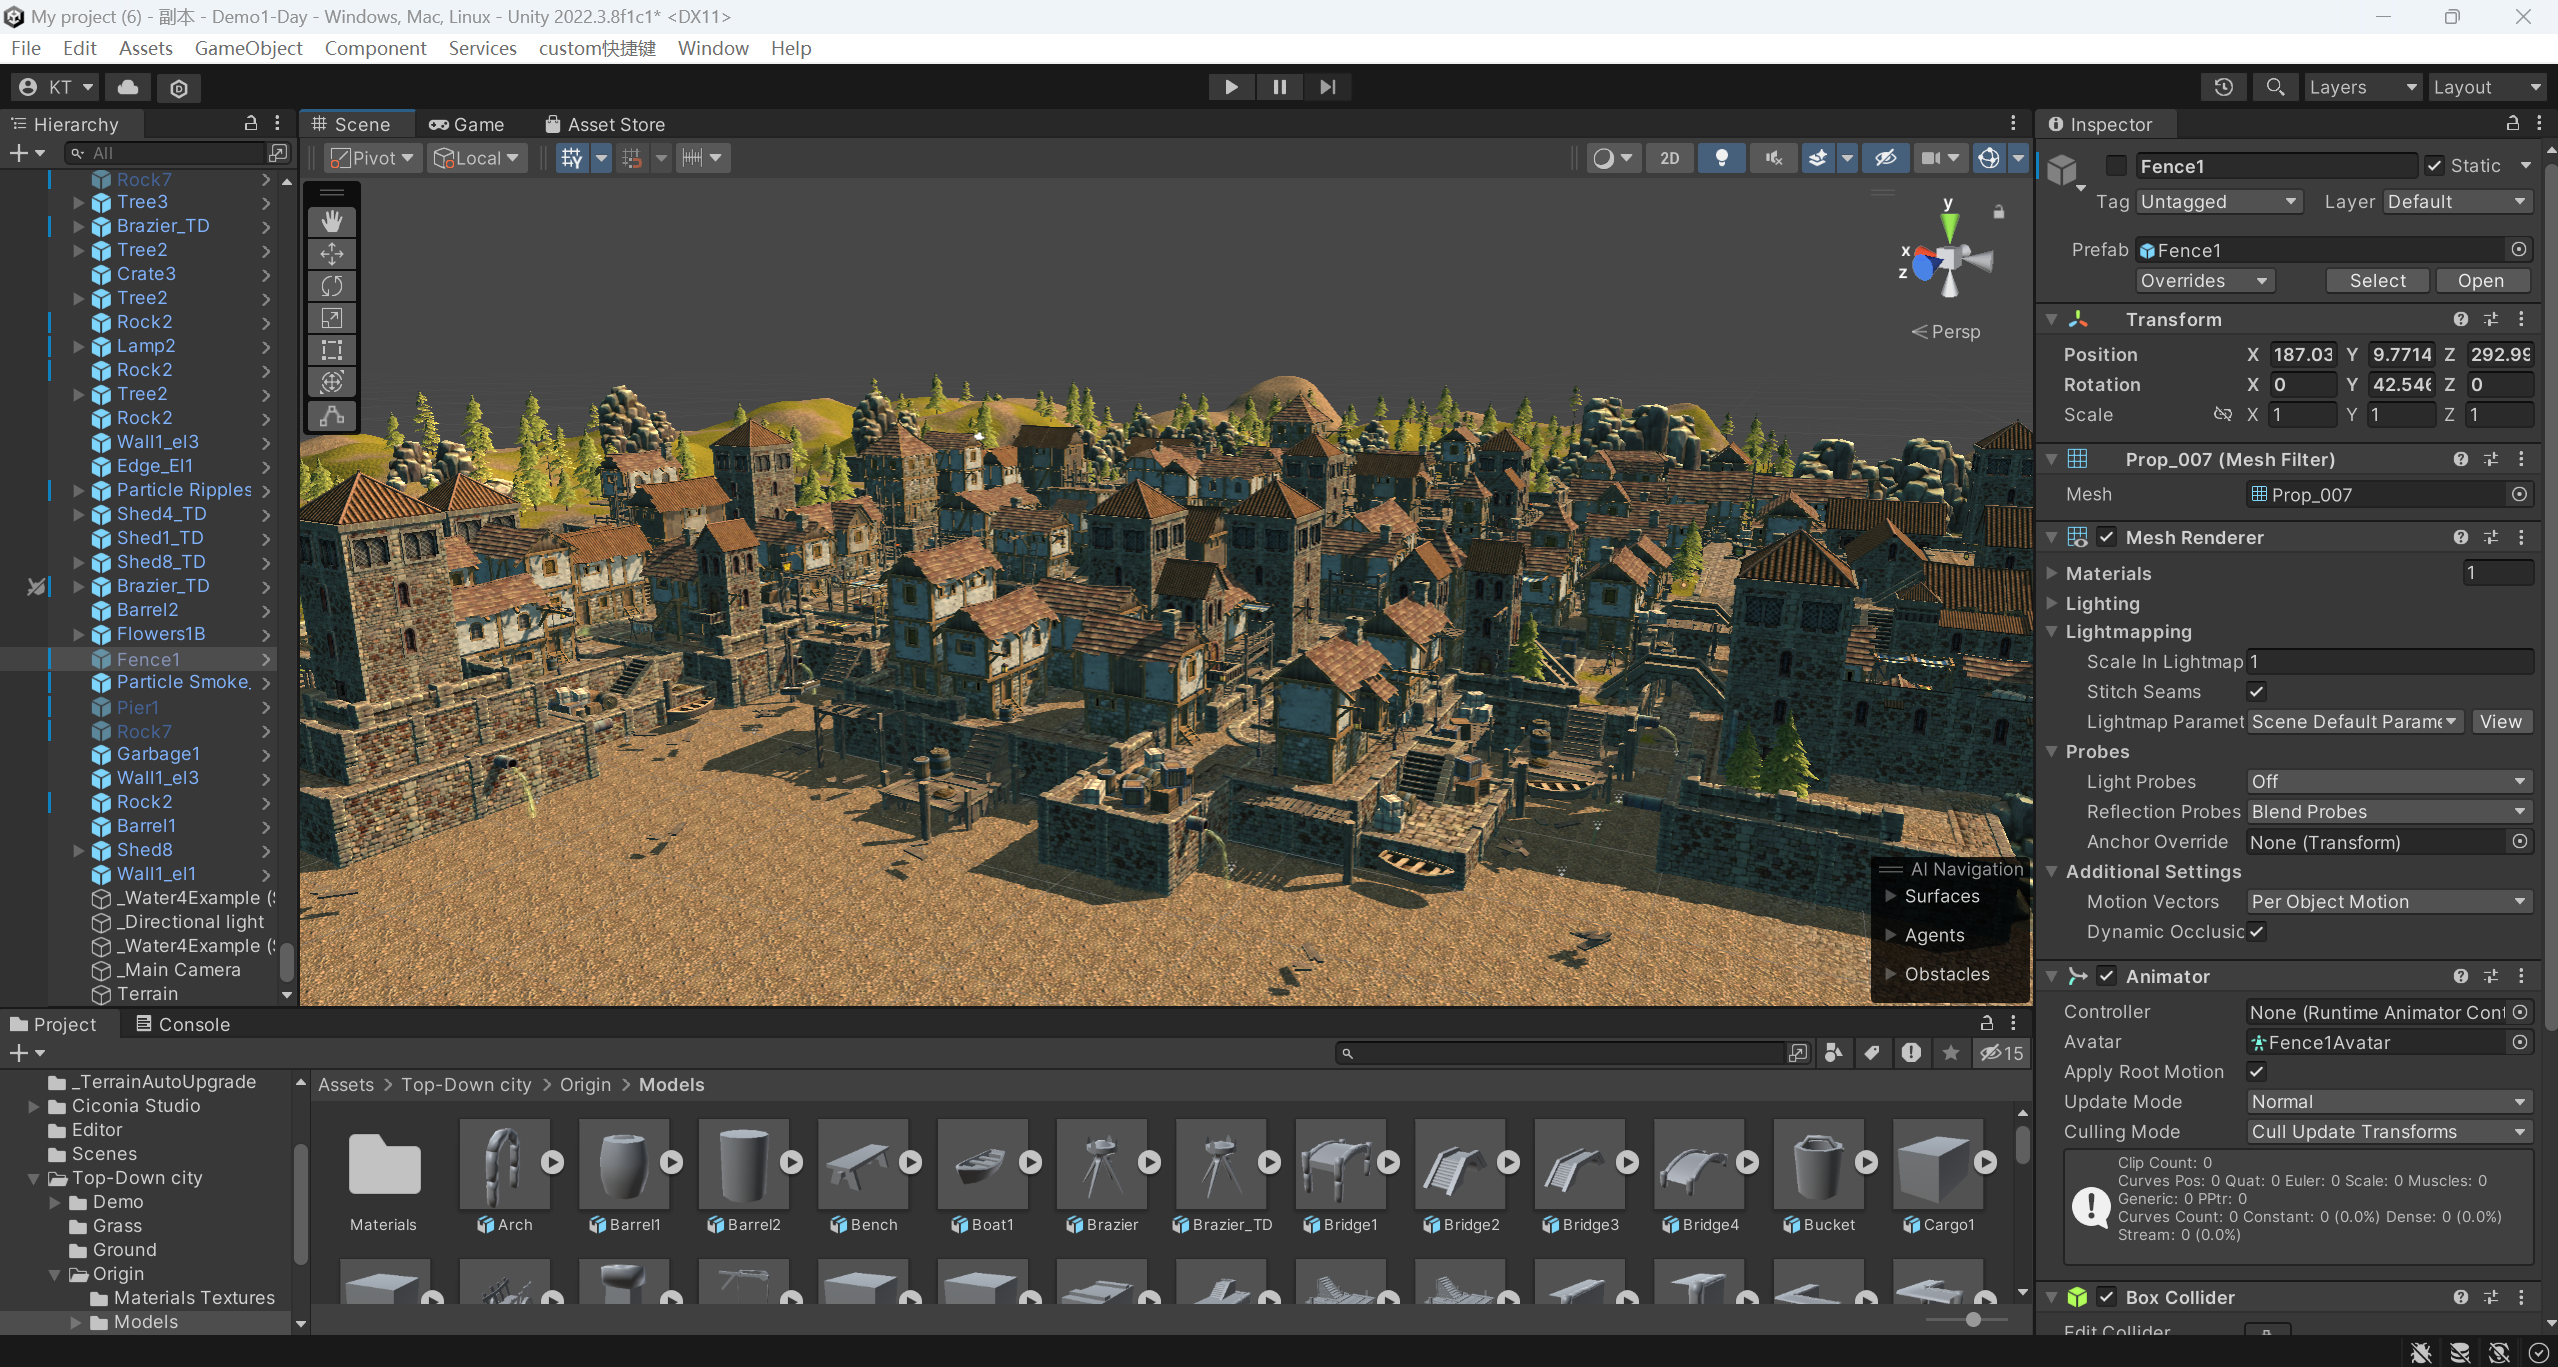 My project (6) - 副本 - Demo1-Day - Windows, Mac, Linux - Unity 2022.3.8f1c1* <DX11>
File Edit Assets GameObject Component Services custom快捷键 Window Help
KT
Layers Layout
Hierarchy
All
Rock7
Tree3
Brazier_TD
Tree2
Crate3
Tree2
Rock2
Lamp2
Rock2
Tree2
Rock2
Wall1_el3
Edge_El1
Particle Ripples
Shed4_TD
Shed1_TD
Shed8_TD
Brazier_TD
Barrel2
Flowers1B
Fence1
Particle Smoke_
Pier1
Rock7
Garbage1
Wall1_el3
Rock2
Barrel1
Shed8
Wall1_el1
_Water4Example (
_Directional light
_Water4Example (
_Main Camera
Terrain
Scene Game Asset Store
Pivot Local
2D
y
x
z
Persp
AI Navigation
Surfaces
Agents
Obstacles
Inspector
Fence1 Static
Tag Untagged Layer Default
Prefab Fence1
Overrides Select Open
Transform
Position X 187.03 Y 9.7714 Z 292.99
Rotation X 0 Y 42.546 Z 0
Scale X 1 Y 1 Z 1
Prop_007 (Mesh Filter)
Mesh Prop_007
Mesh Renderer
Materials 1
Lighting
Lightmapping
Scale In Lightmap 1
Stitch Seams
Lightmap Paramet Scene Default Parame View
Probes
Light Probes Off
Reflection Probes Blend Probes
Anchor Override None (Transform)
Additional Settings
Motion Vectors Per Object Motion
Dynamic Occlusic
Animator
Controller None (Runtime Animator Cont
Avatar Fence1Avatar
Apply Root Motion
Update Mode Normal
Culling Mode Cull Update Transforms
Clip Count: 0
Curves Pos: 0 Quat: 0 Euler: 0 Scale: 0 Muscles: 0
Generic: 0 PPtr: 0
Curves Count: 0 Constant: 0 (0.0%) Dense: 0 (0.0%)
Stream: 0 (0.0%)
Box Collider
Edit Collider
Project Console
15
_TerrainAutoUpgrade
Ciconia Studio
Editor
Scenes
Top-Down city
Demo
Grass
Ground
Origin
Materials Textures
Models
Assets > Top-Down city > Origin > Models
Materials Arch Barrel1 Barrel2 Bench Boat1 Brazier Brazier_TD Bridge1 Bridge2 Bridge3 Bridge4 Bucket Cargo1